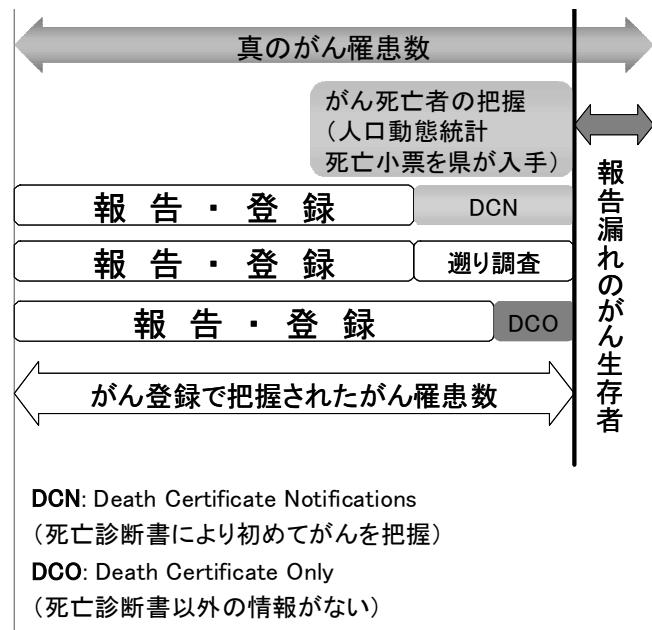 真のがん罹患数
がん死亡者の把握
（人口動態統計
死亡小票を県が入手）
報告漏れのがん生存者
報 告 ・ 登 録
DCN
報 告 ・ 登 録
遡り調査
報 告 ・ 登 録
DCO
がん登録で把握されたがん罹患数
DCN: Death Certificate Notifications
（死亡診断書により初めてがんを把握）
DCO: Death Certificate Only
（死亡診断書以外の情報がない）